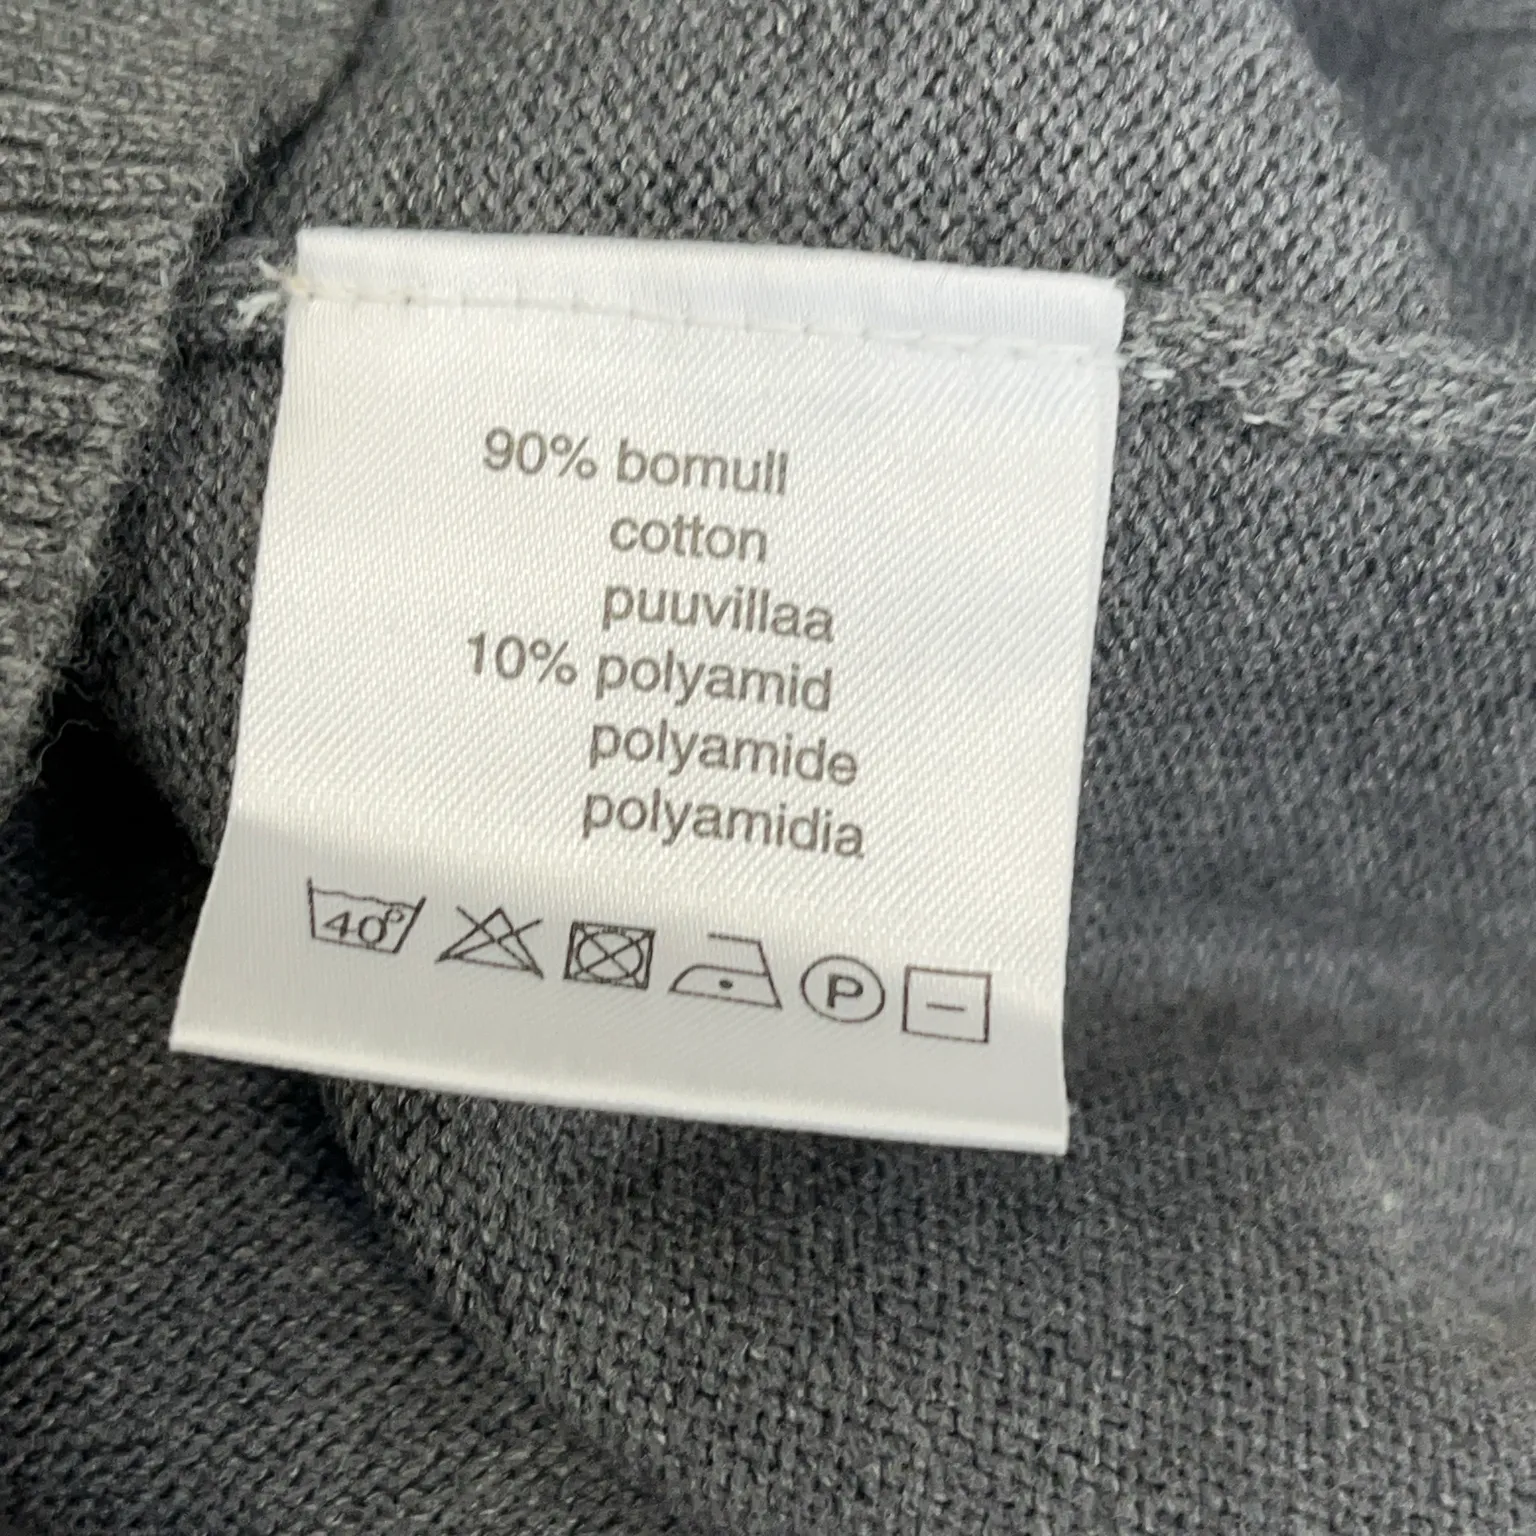 90% bomull
cotton
puuvillaa
10% polyamid
polyamide
polyamidia
40° P